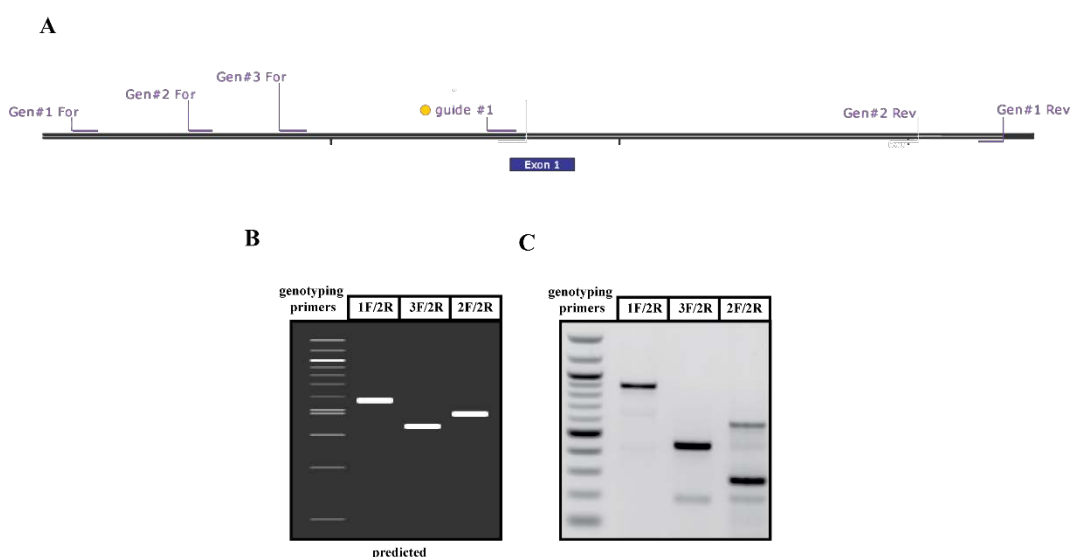 A
Gen#1 For
Gen#2 For
Gen#3 For
guide #1
Gen#2 Rev
Gen#1 Rev
Exon 1
B
genotyping
primers
1F/2R
3F/2R
2F/2R
predicted
C
genotyping
primers
1F/2R
3F/2R
2F/2R